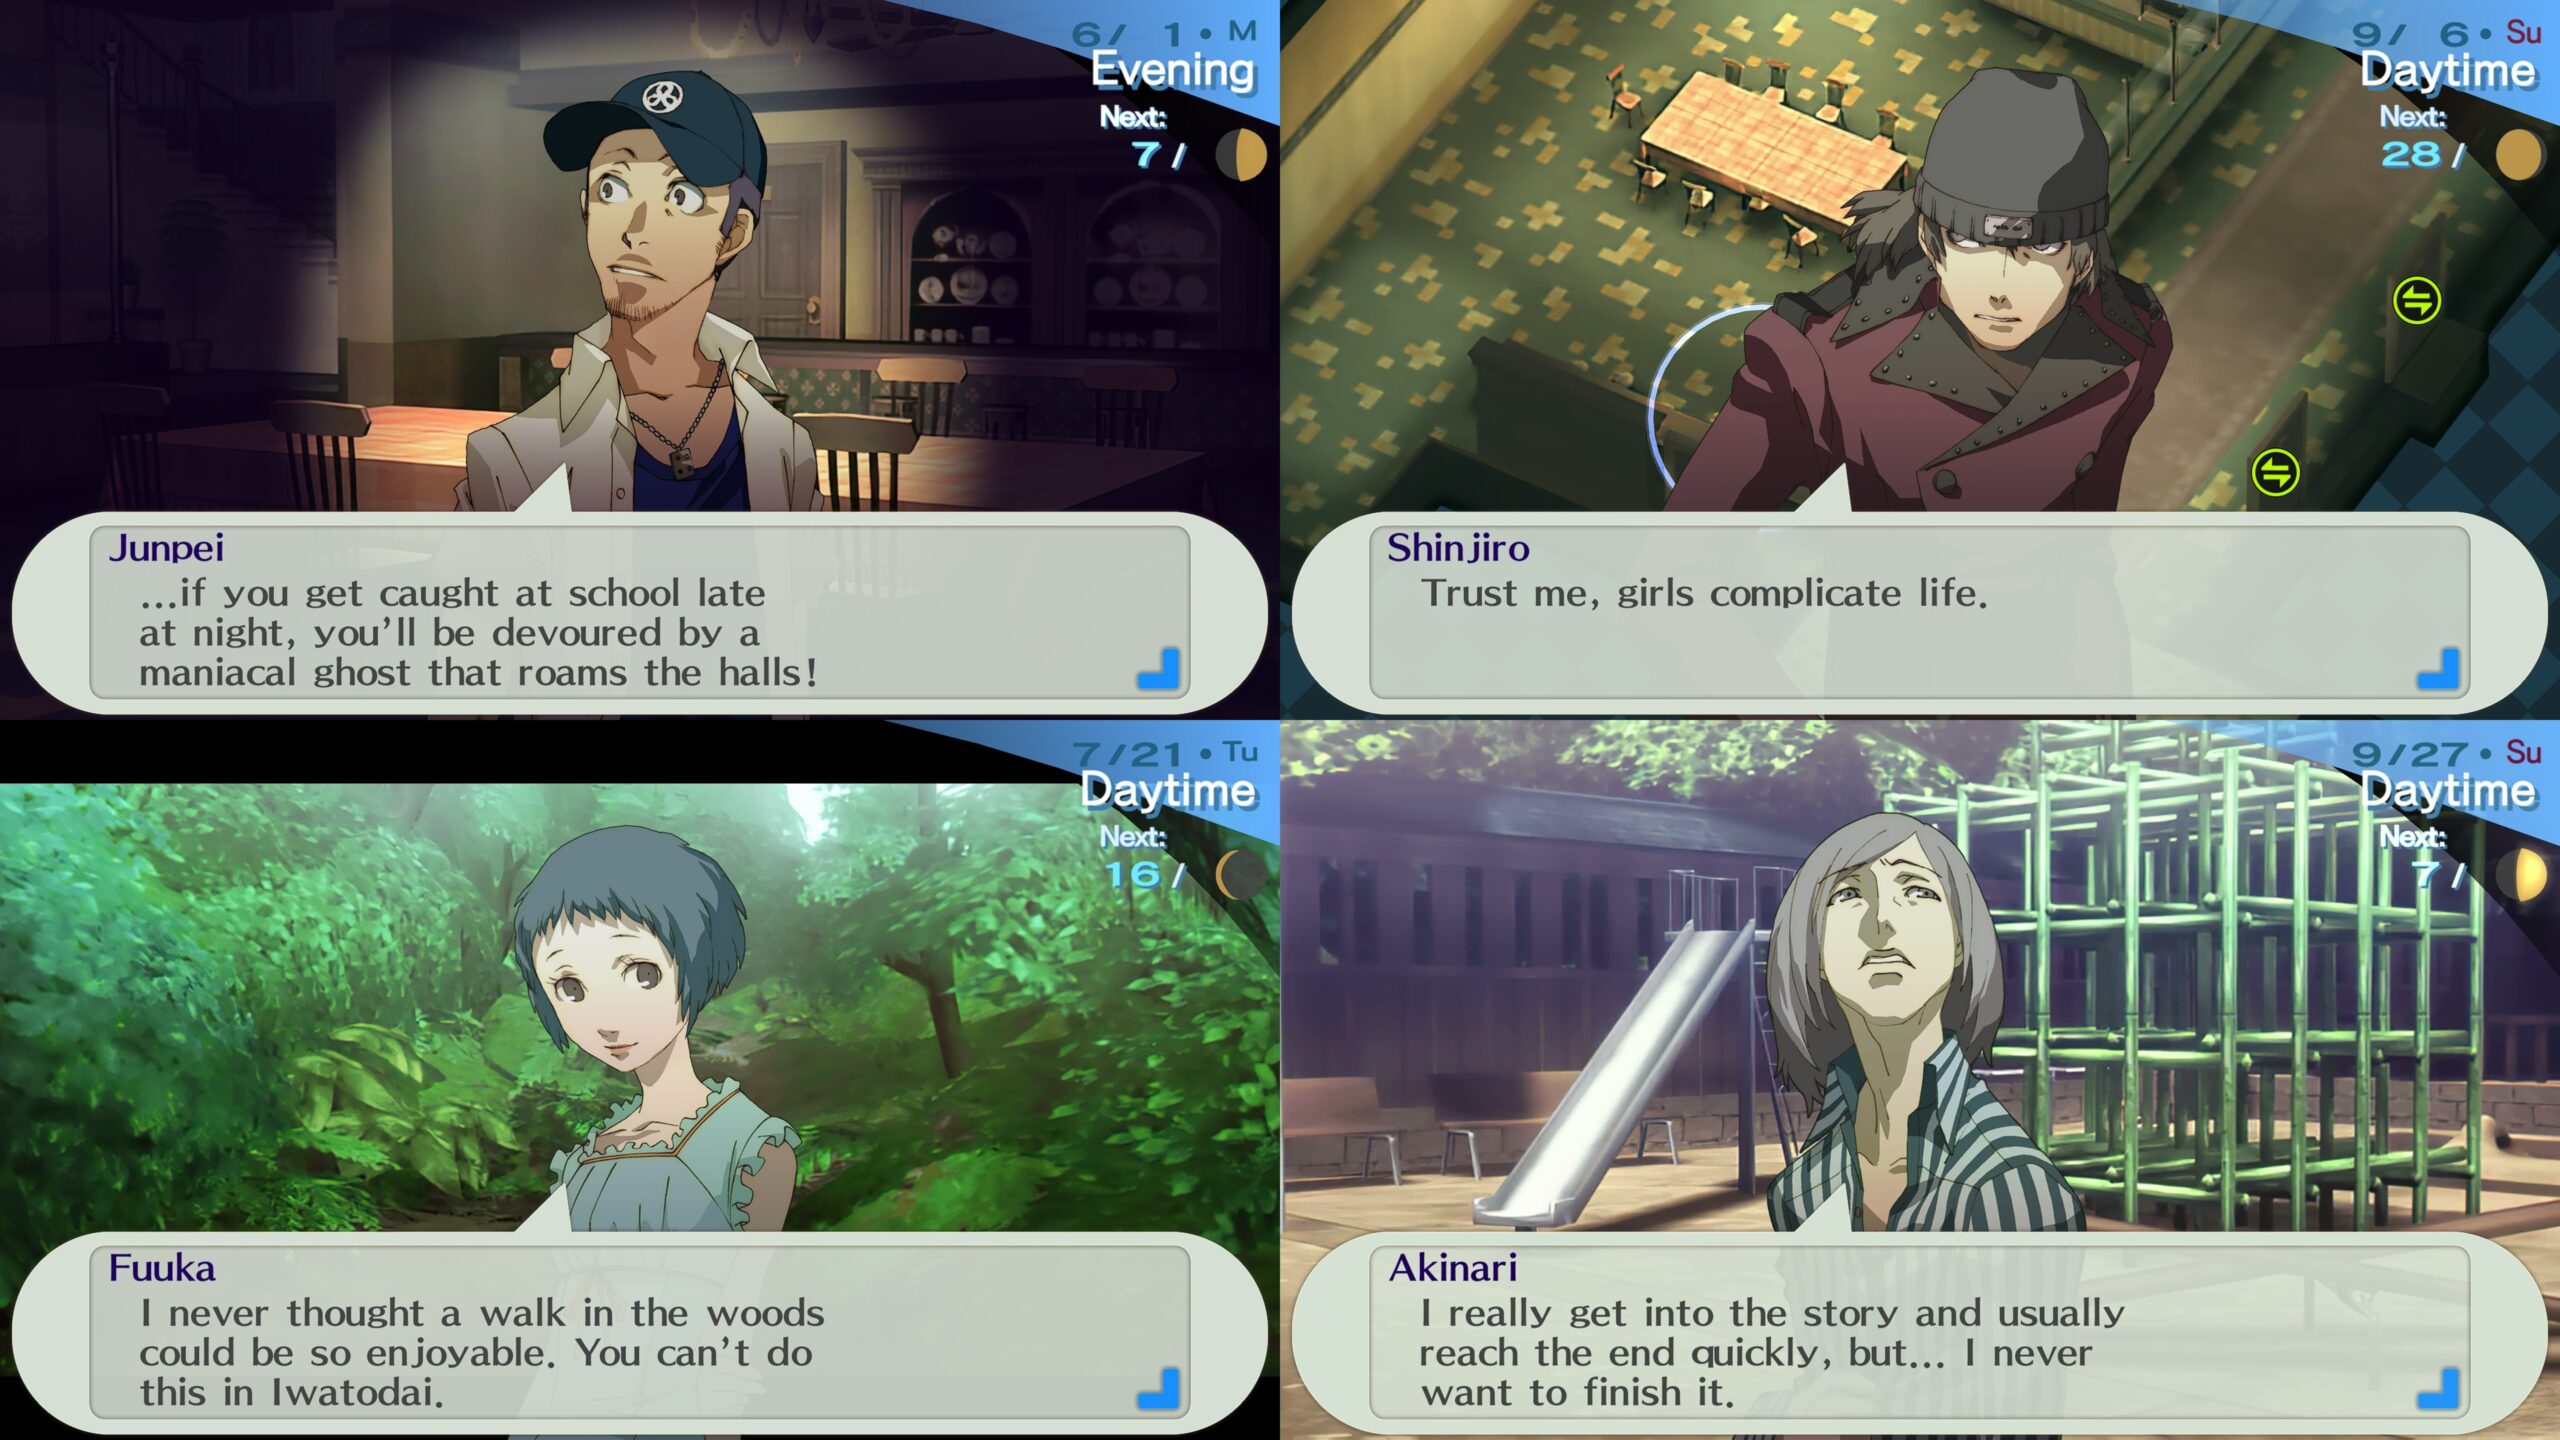 6/ 1 • M
Evening
Next:
7 /
Junpei
...if you get caught at school late
at night, you'll be devoured by a
maniacal ghost that roams the halls!
9/ 6 • Su
Daytime
Next:
28 /
Shinjiro
Trust me, girls complicate life.
7/21 • Tu
Daytime
Next:
16 /
Fuuka
I never thought a walk in the woods
could be so enjoyable. You can't do
this in Iwatodai.
9/27 • Su
Daytime
Next:
7 /
Akinari
I really get into the story and usually
reach the end quickly, but... I never
want to finish it.